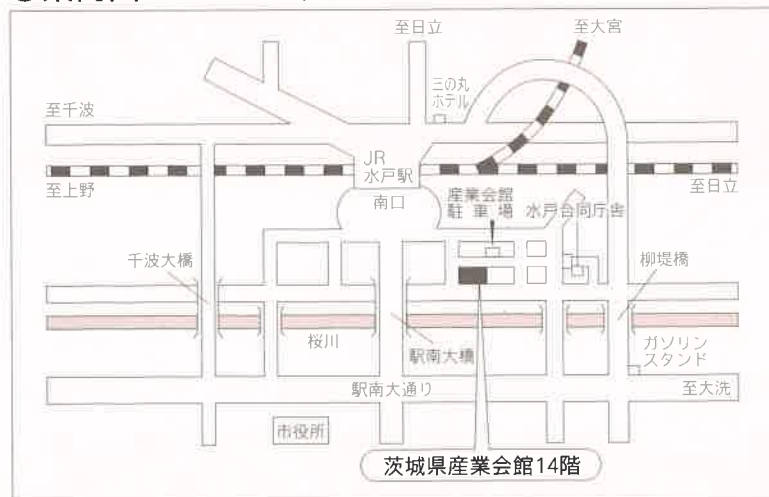 至日立
至大宮
三の丸
ホテル
至千波
JR
水戸駅
至上野
至日立
南口
産業会館
駐車場
水戸合同庁舎
千波大橋
柳堤橋
桜川
駅南大橋
ガソリン
スタンド
駅南大通り
至大洗
市役所
茨城県産業会館14階